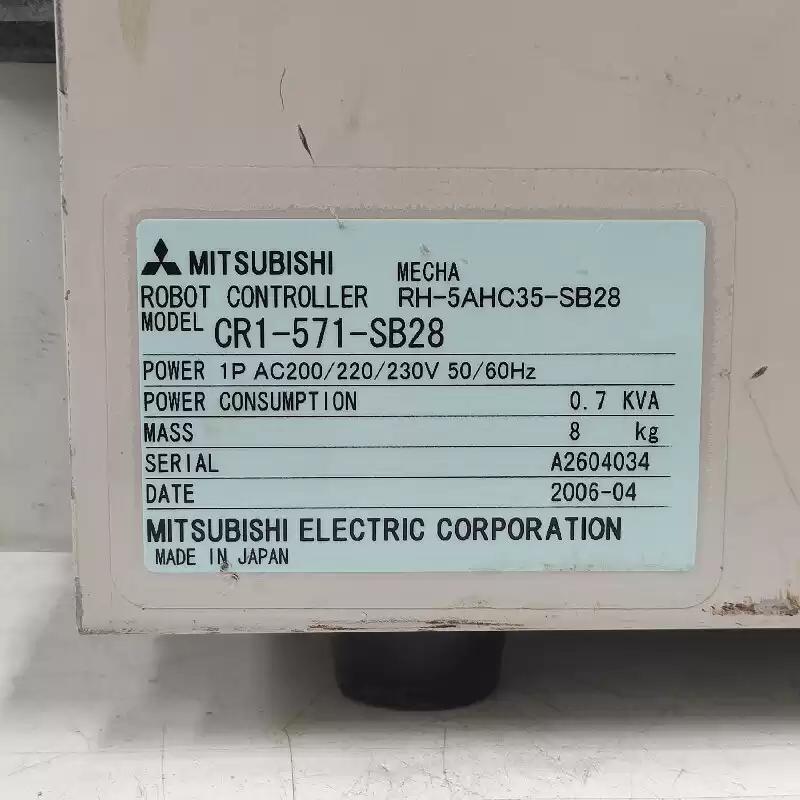 MITSUBISHI MECHA
ROBOT CONTROLLER RH-5AHC35-SB28
MODEL CR1-571-SB28
POWER 1P AC200/220/230V 50/60Hz
POWER CONSUMPTION 0.7 KVA
MASS 8 kg
SERIAL A2604034
DATE 2006-04
MITSUBISHI ELECTRIC CORPORATION
MADE IN JAPAN